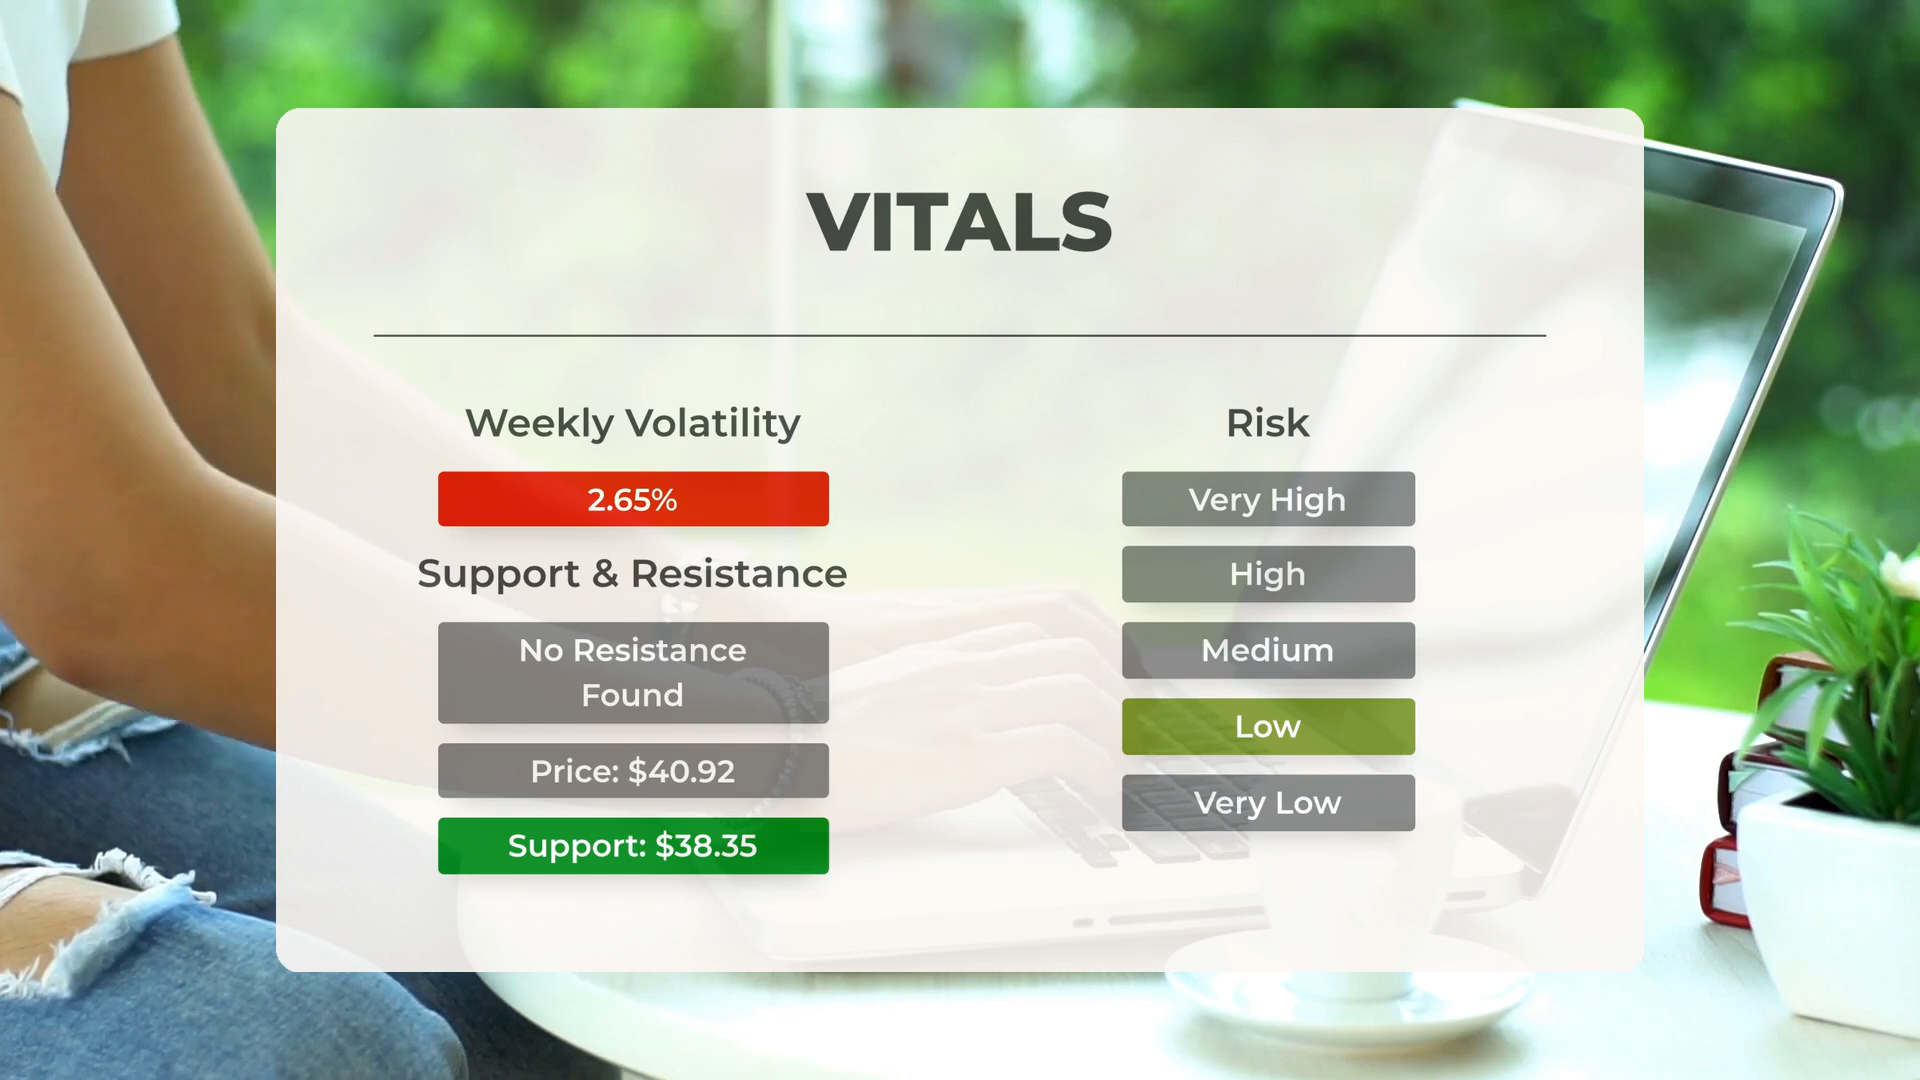 VITALS
Weekly Volatility
2.65%
Support & Resistance
No Resistance
Found
Price: $40.92
Support: $38.35
Risk
Very High
High
Medium
Low
Very Low